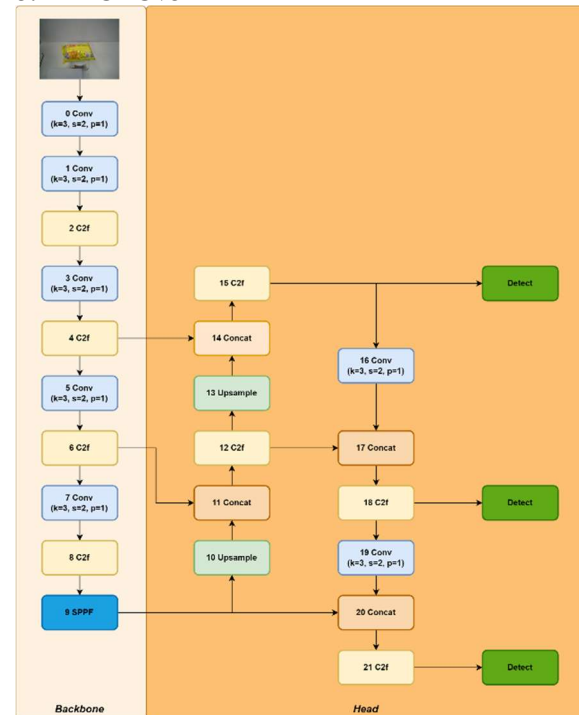 0 Conv
(k=3, s=2, p=1)
1 Conv
(k=3, s=2, p=1)
2 C2f
3 Conv
(k=3, s=2, p=1)
4 C2f
5 Conv
(k=3, s=2, p=1)
6 C2f
7 Conv
(k=3, s=2, p=1)
8 C2f
9 SPPF
Backbone
15 C2f
14 Concat
13 Upsample
12 C2f
11 Concat
10 Upsample
16 Conv
(k=3, s=2, p=1)
17 Concat
18 C2f
19 Conv
(k=3, s=2, p=1)
20 Concat
21 C2f
Detect
Detect
Detect
Head